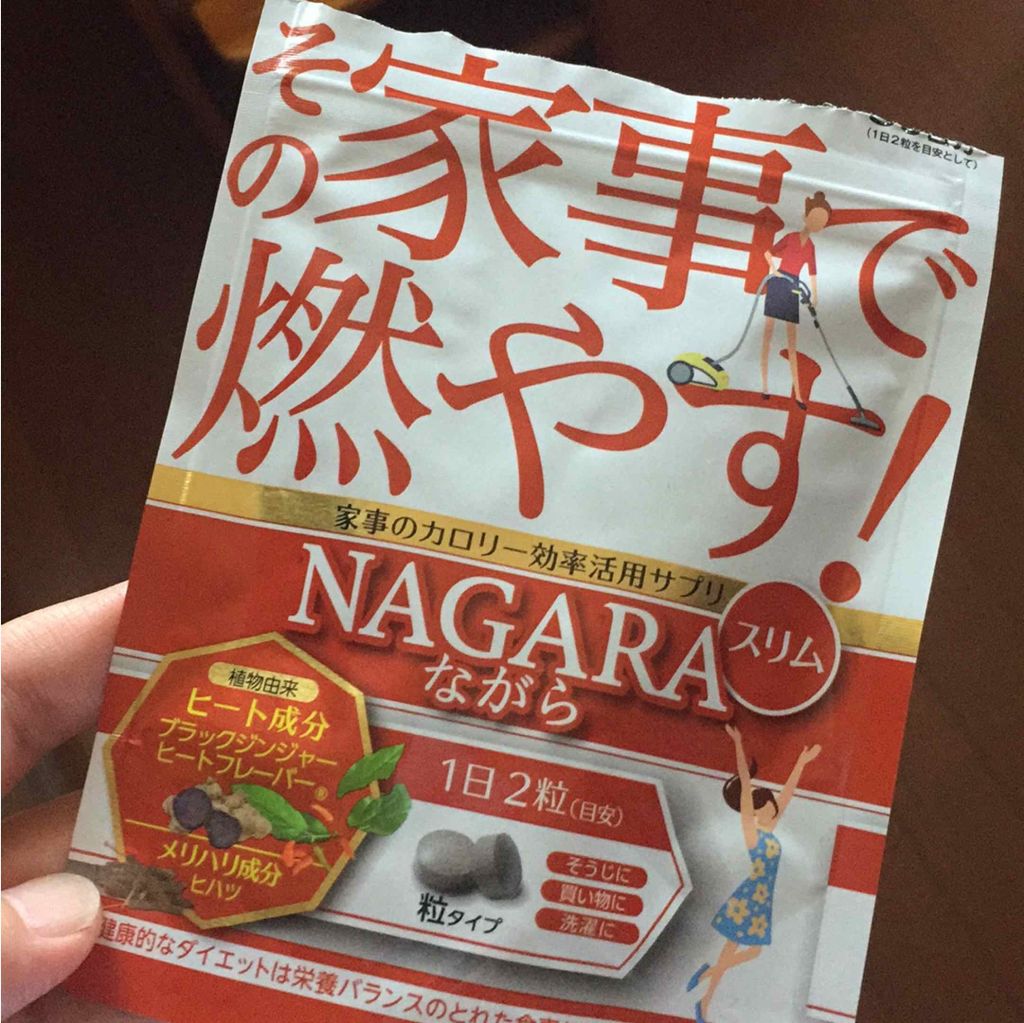 その家事で
燃やす!
(1日2粒を目安として)
家事のカロリー効率活用サプリ
NAGARA
ながら
スリム
植物由来
ヒート成分
ブラックジンジャー
ヒートフレーバー®
メリハリ成分
ヒハツ
1日2粒(目安)
粒タイプ
そうじに
買い物に
洗濯に
健康的なダイエットは栄養バランスのとれた食事